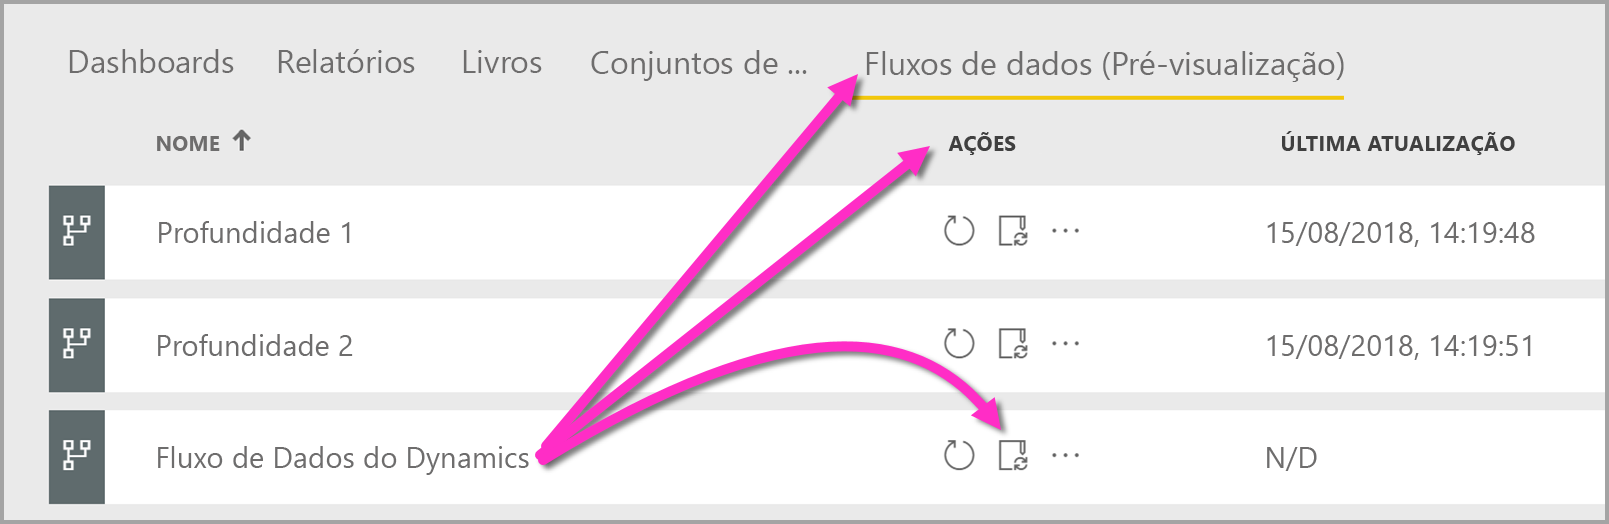 Dashboards Relatórios Livros Conjuntos de ... Fluxos de dados (Pré-visualização)
NOME AÇÕES ÚLTIMA ATUALIZAÇÃO
Profundidade 1 15/08/2018, 14:19:48
Profundidade 2 15/08/2018, 14:19:51
Fluxo de Dados do Dynamics N/D